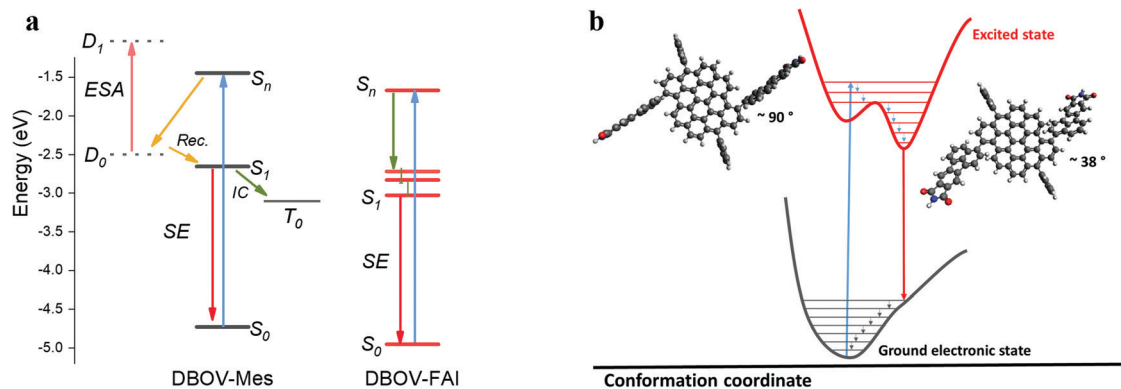 a
b
Energy (eV)
-1.5
-2.0
-2.5
-3.0
-3.5
-4.0
-4.5
-5.0
D1
ESA
D0
Sn
Rec.
S1
IC
T0
SE
S0
DBOV-Mes
Sn
S1
SE
S0
DBOV-FAI
Excited state
~ 90 °
~ 38 °
Ground electronic state
Conformation coordinate